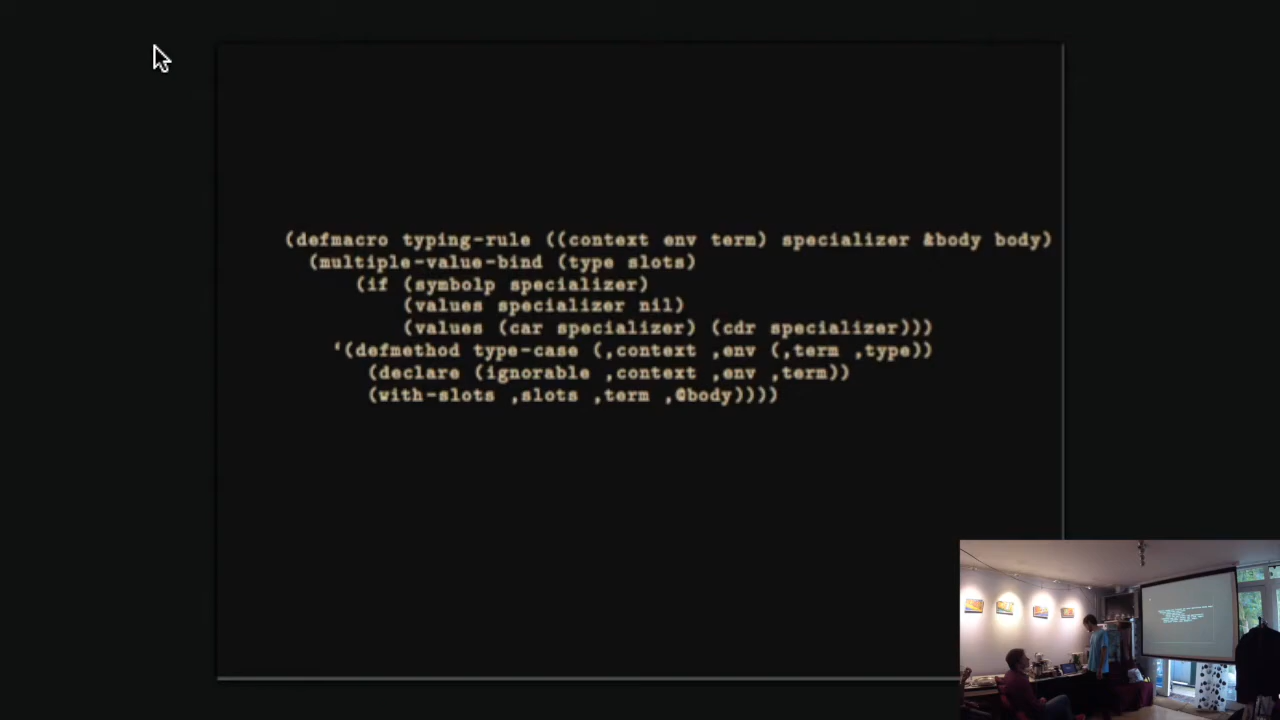 (defmacro typing-rule ((context env term) specializer &body body)
(multiple-value-bind (type slots)
(if (symbolp specializer)
(values specializer nil)
(values (car specializer) (cdr specializer)))
‘(defmethod type-case (,context ,env (,term ,type))
(declare (ignorable ,context ,env ,term))
(with-slots ,slots ,term ,@body))))